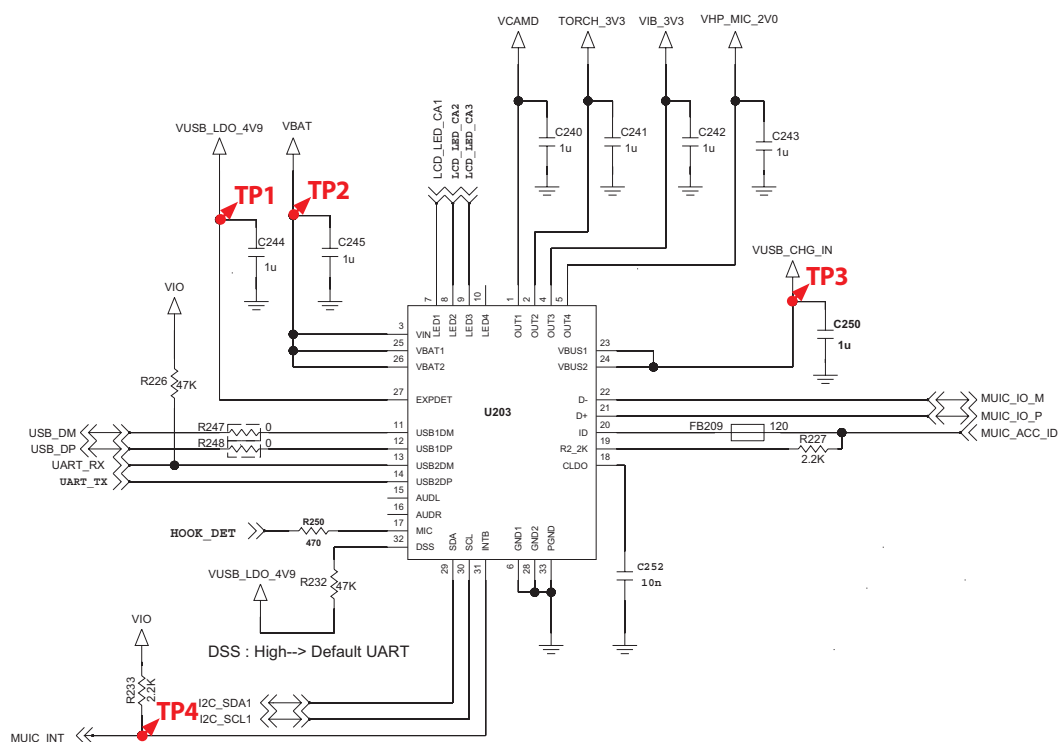 VCAMD TORCH_3V3 VIB_3V3 VHP_MIC_2V0
C240 1u
C241 1u
C242 1u
C243 1u
LCD_LED_CA1
LCD_LED_CA2
LCD_LED_CA3
VUSB_LDO_4V9 VBAT
TP1 TP2
C244 1u
C245 1u
VUSB_CHG_IN
TP3
C250
1u
VIO
R226 47K
7 8 9 10 1 2 4 5
LED1 LED2 LED3 LED4 OUT1 OUT2 OUT3 OUT4
3 VIN
25 VBAT1
26 VBAT2
27 EXPDET
U203
VBUS1 23
VBUS2 24
D- 22 MUIC_IO_M
D+ 21 MUIC_IO_P
ID 20 FB209 120 MUIC_ACC_ID
R2_2K 19 R227
2.2K
CLDO 18
USB_DM R247 0 11 USB1DM
USB_DP R248 0 12 USB1DP
UART_RX 13 USB2DM
UART_TX 14 USB2DP
15 AUDL
16 AUDR
HOOK_DET R250 470 17 MIC
32 DSS
SDA SCL INTB GND1 GND2 PGND
29 30 31 6 28 33
C252
10n
VUSB_LDO_4V9
R232 47K
DSS : High--> Default UART
VIO
R233 2.2K
TP4
I2C_SDA1
I2C_SCL1
MUIC_INT